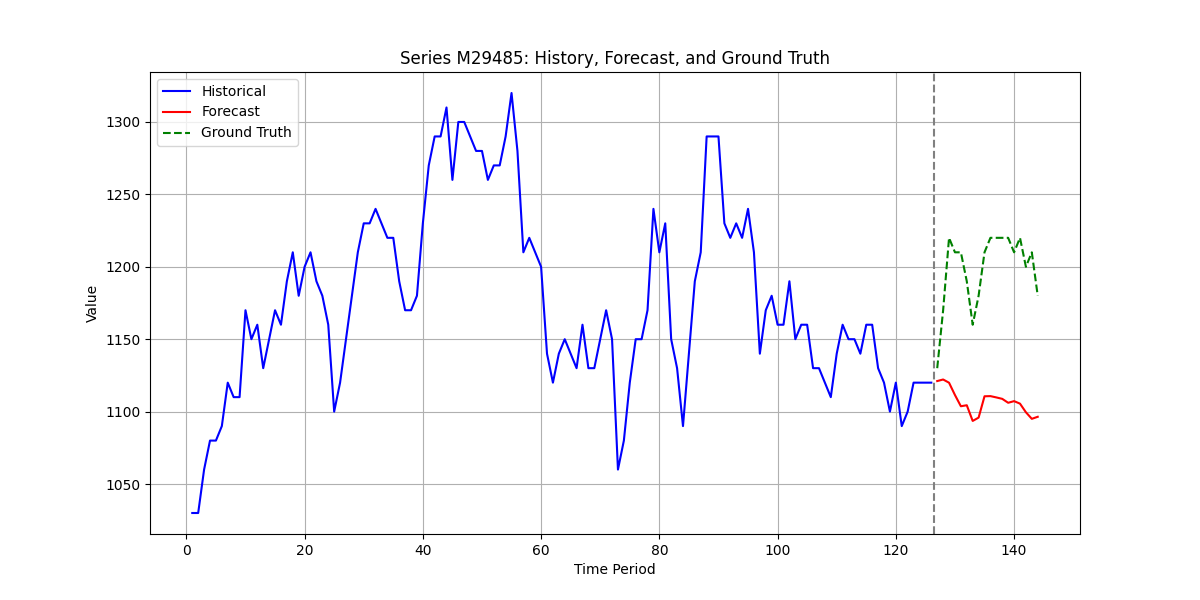 Series M29485: History, Forecast, and Ground Truth
Historical
Forecast
Ground Truth
1300
1250
1200
1150
1100
1050
Value
0 20 40 60 80 100 120 140
Time Period